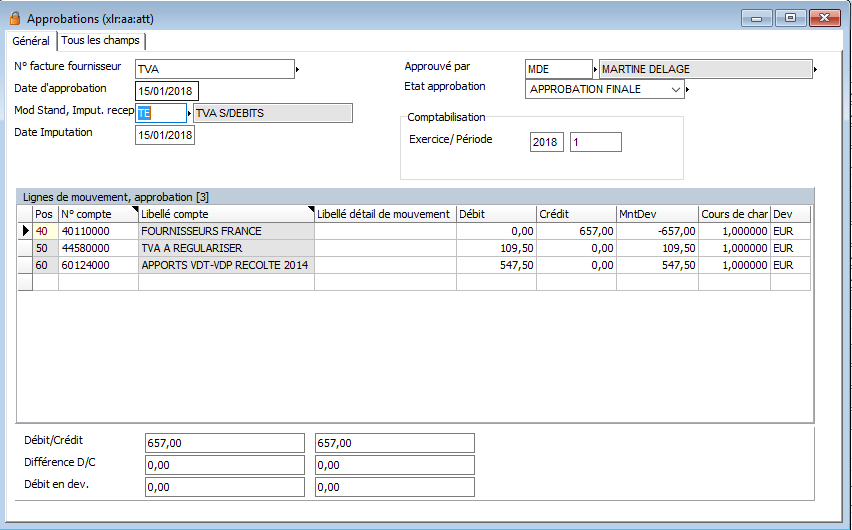 Approbations (xlr:aa:att)
Général Tous les champs
N° facture fournisseur TVA Approuvé par MDE MARTINE DELAGE
Date d'approbation 15/01/2018 Etat approbation APPROBATION FINALE
Mod Stand, Imput. recep TE TVA S/DEBITS Comptabilisation
Date Imputation 15/01/2018 Exercice/Période 2018 1
Lignes de mouvement, approbation [3]
Pos N° compte Libellé compte Libellé détail de mouvement Débit Crédit MntDev Cours de char Dev
40 40110000 FOURNISSEURS FRANCE 0,00 657,00 -657,00 1,000000 EUR
50 44580000 TVA A REGULARISER 109,50 0,00 109,50 1,000000 EUR
60 60124000 APPORTS VDT-VDP RECOLTE 2014 547,50 0,00 547,50 1,000000 EUR
Débit/Crédit 657,00 657,00
Différence D/C 0,00 0,00
Débit en dev. 0,00 0,00